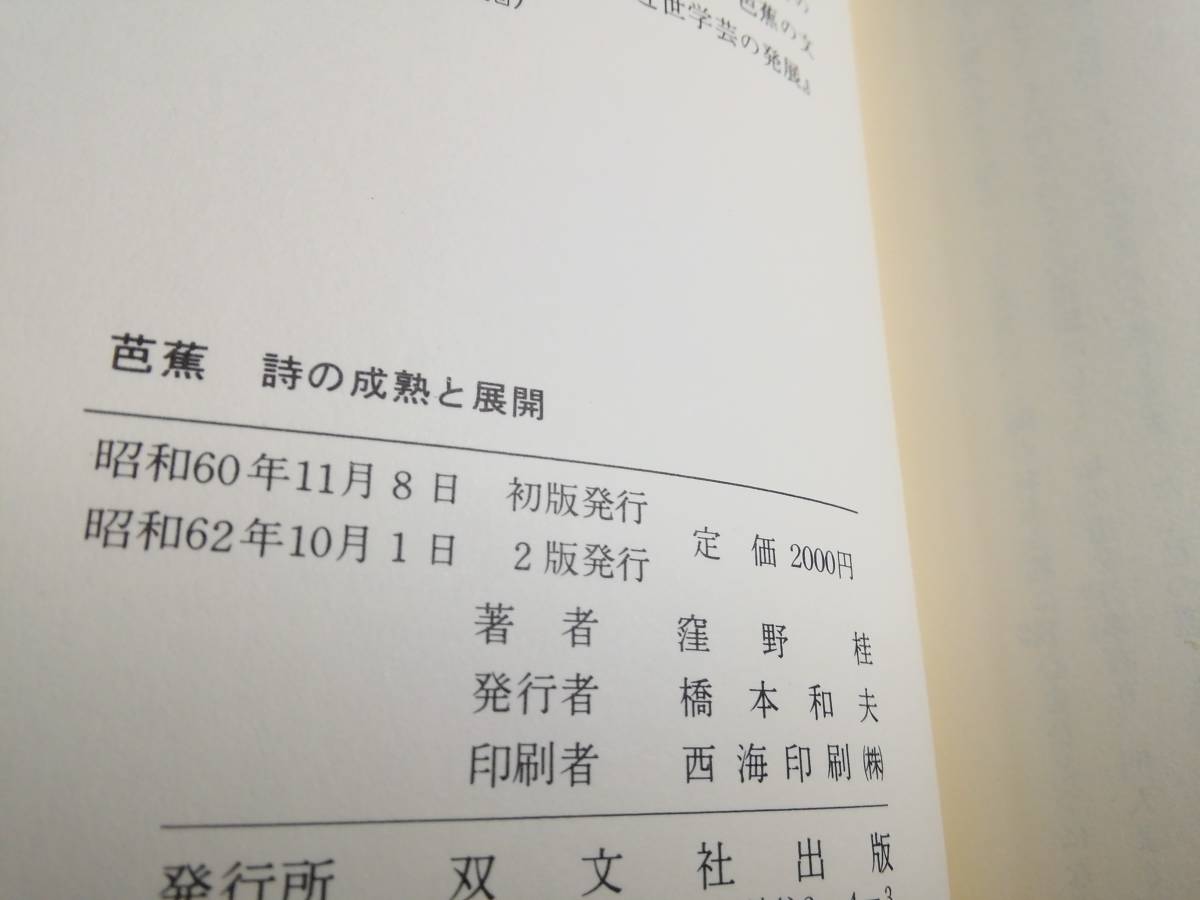 芭蕉の文
世学芸の発展』
芭蕉　詩の成熟と展開
昭和60年11月8日　初版発行
昭和62年10月1日　2版発行
定　価 2000円
著　者　窪野　桂
発行者　橋本和夫
印刷者　西海印刷㈱
発行所　双文社出版